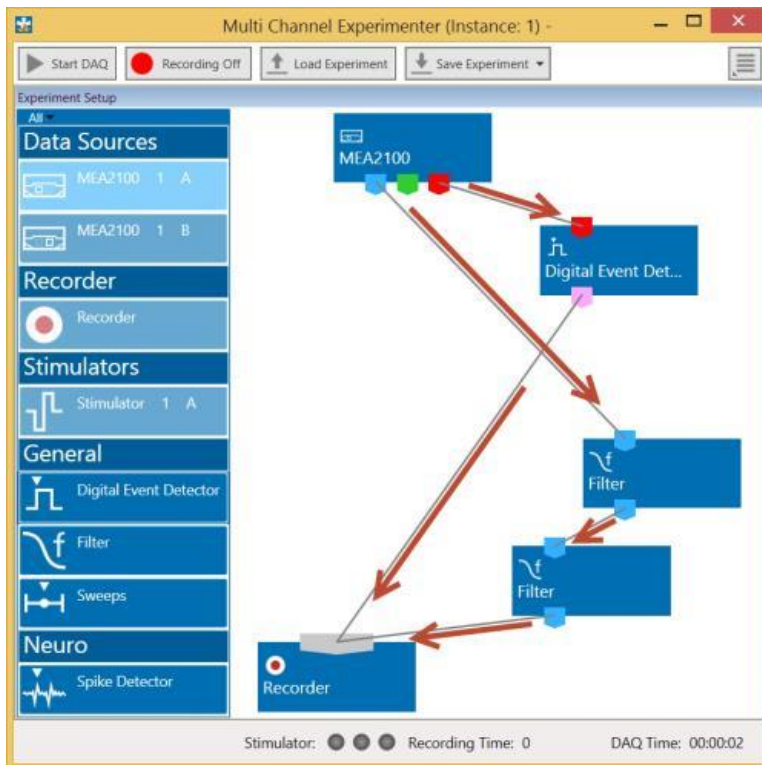 Multi Channel Experimenter (Instance: 1) -
Start DAQ
Recording Off
Load Experiment
Save Experiment
Experiment Setup
All
Data Sources
MEA2100 1 A
MEA2100 1 B
Recorder
Recorder
Stimulators
Stimulator 1 A
General
Digital Event Detector
f Filter
Sweeps
Neuro
Spike Detector
MEA2100
Digital Event Det...
f
Filter
f
Filter
Recorder
Stimulator:
Recording Time: 0
DAQ Time: 00:00:02